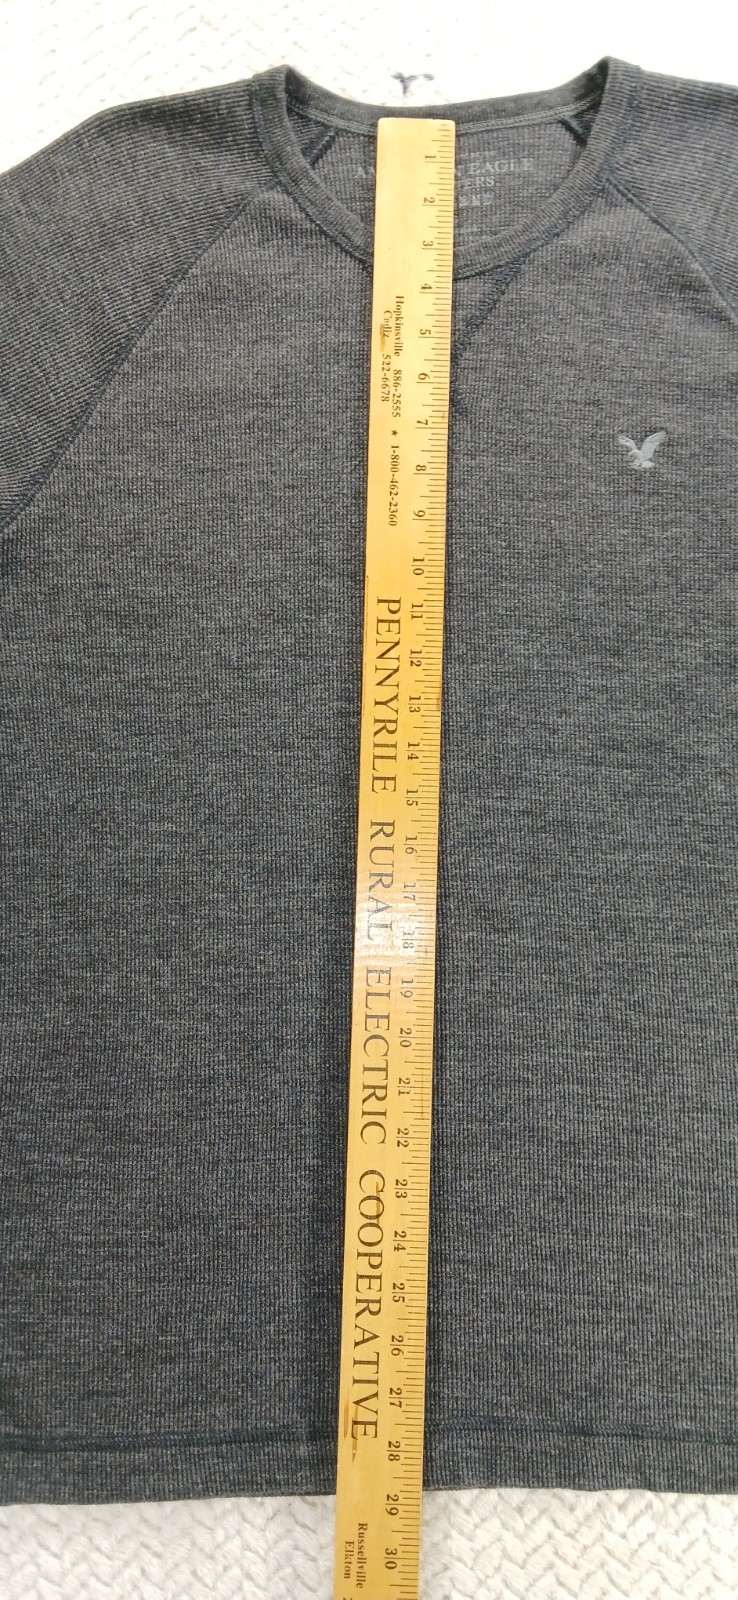 EAGLE
1 2 3 4 5 6 7 8 9 10 11 12 13 14 15 16 17 18 19 20 21 22 23 24 25 26 27 28 29 30
Hopkinsville 886-2555 ★ 1-800-462-2360
Cadiz 522-6678
PENNYRILE RURAL ELECTRIC COOPERATIVE
Russellville
Elkton